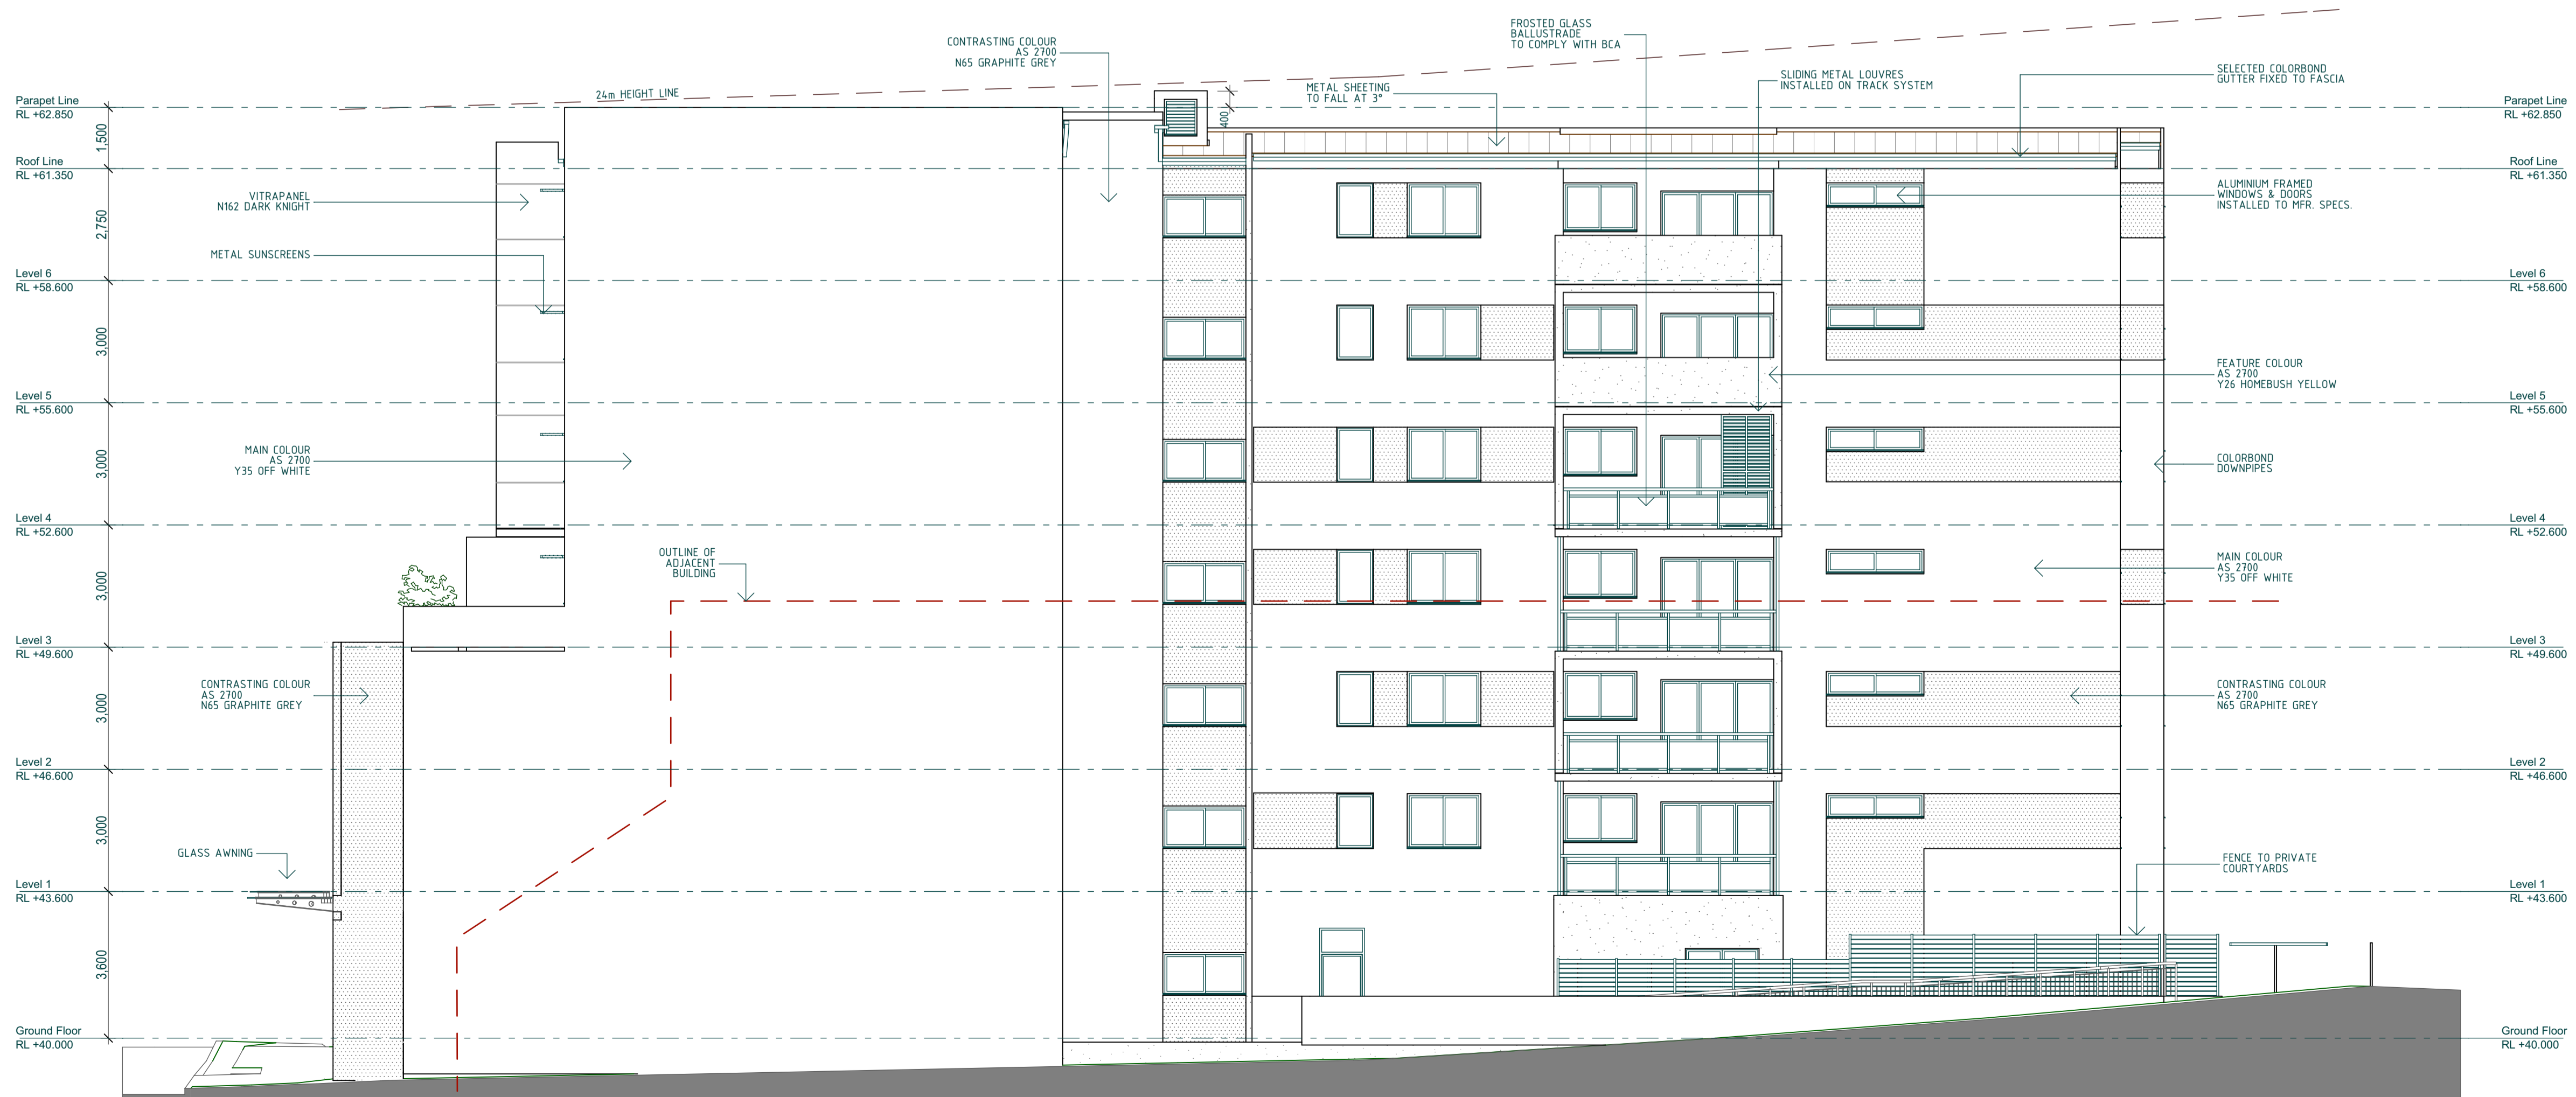 FROSTED GLASS
BALLUSTRADE
TO COMPLY WITH BCA
CONTRASTING COLOUR
AS 2700
N65 GRAPHITE GREY
SLIDING METAL LOUVRES
INSTALLED ON TRACK SYSTEM
SELECTED COLORBOND
GUTTER FIXED TO FASCIA
METAL SHEETING
TO FALL AT 3°
24m HEIGHT LINE
400
Parapet Line
RL +62.850
Parapet Line
RL +62.850
1,500
Roof Line
RL +61.350
Roof Line
RL +61.350
VITRAPANEL
N162 DARK KNIGHT
ALUMINIUM FRAMED
WINDOWS & DOORS
INSTALLED TO MFR. SPECS.
2,750
METAL SUNSCREENS
Level 6
RL +58.600
Level 6
RL +58.600
3,000
FEATURE COLOUR
AS 2700
Y26 HOMEBUSH YELLOW
Level 5
RL +55.600
Level 5
RL +55.600
3,000
MAIN COLOUR
AS 2700
Y35 OFF WHITE
COLORBOND
DOWNPIPES
Level 4
RL +52.600
Level 4
RL +52.600
3,000
OUTLINE OF
ADJACENT
BUILDING
MAIN COLOUR
AS 2700
Y35 OFF WHITE
Level 3
RL +49.600
Level 3
RL +49.600
3,000
CONTRASTING COLOUR
AS 2700
N65 GRAPHITE GREY
CONTRASTING COLOUR
AS 2700
N65 GRAPHITE GREY
Level 2
RL +46.600
Level 2
RL +46.600
3,000
GLASS AWNING
FENCE TO PRIVATE
COURTYARDS
Level 1
RL +43.600
Level 1
RL +43.600
3,600
Ground Floor
RL +40.000
Ground Floor
RL +40.000